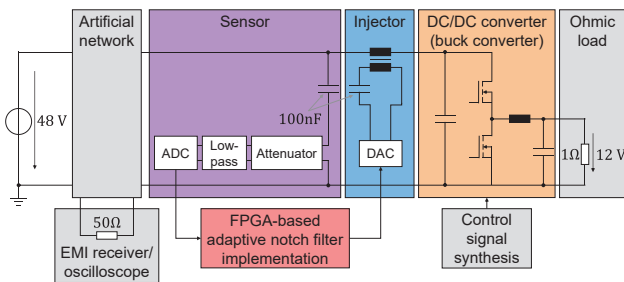 Artificial
network
Sensor
Injector
DC/DC converter
(buck converter)
Ohmic
load
48 V
100nF
ADC
Low-
pass
Attenuator
DAC
1Ω
12 V
50Ω
EMI receiver/
oscilloscope
FPGA-based
adaptive notch filter
implementation
Control
signal
synthesis